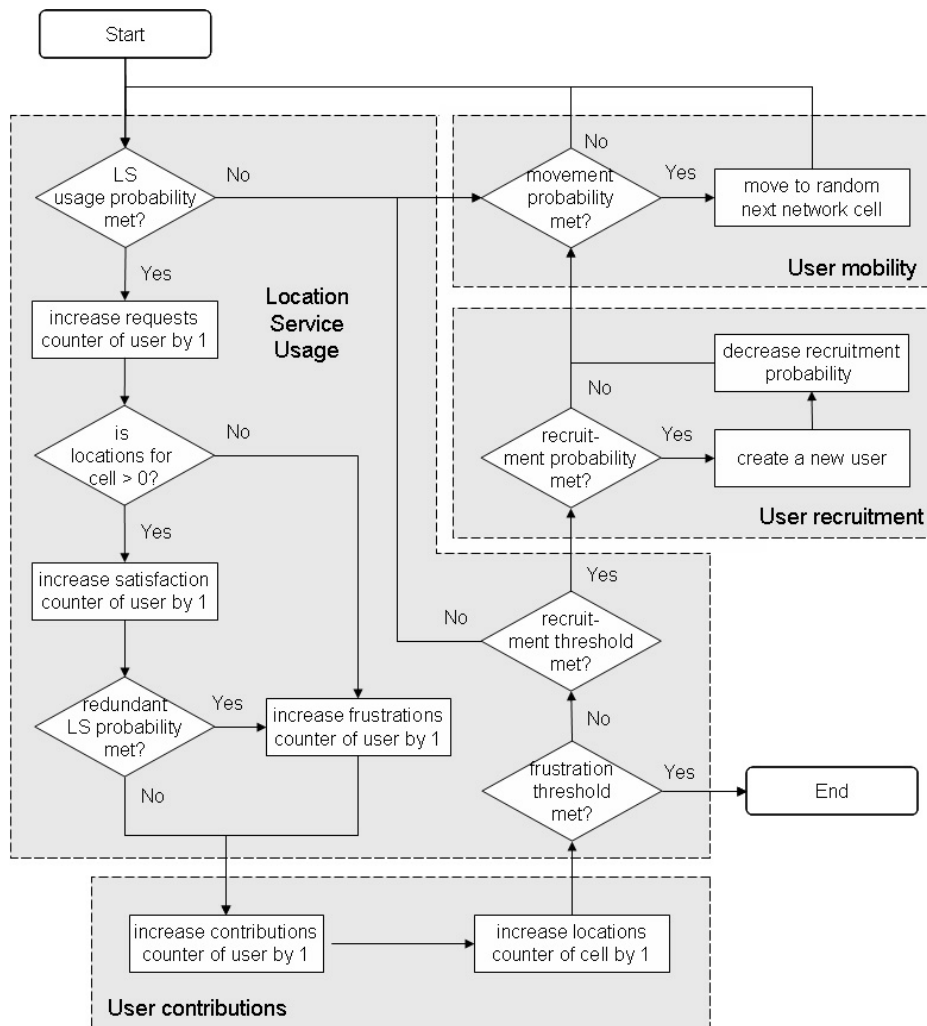 Start
LS
usage probability
met?
No
Yes
increase requests
counter of user by 1
Location
Service
Usage
is
locations for
cell > 0?
No
Yes
increase satisfaction
counter of user by 1
redundant
LS probability
met?
Yes
No
increase frustrations
counter of user by 1
increase contributions
counter of user by 1
increase locations
counter of cell by 1
User contributions
frustration
threshold
met?
Yes
End
No
recruit-
ment threshold
met?
No
Yes
recruit-
ment probability
met?
Yes
create a new user
decrease recruitment
probability
No
User recruitment
movement
probability
met?
No
Yes
move to random
next network cell
User mobility